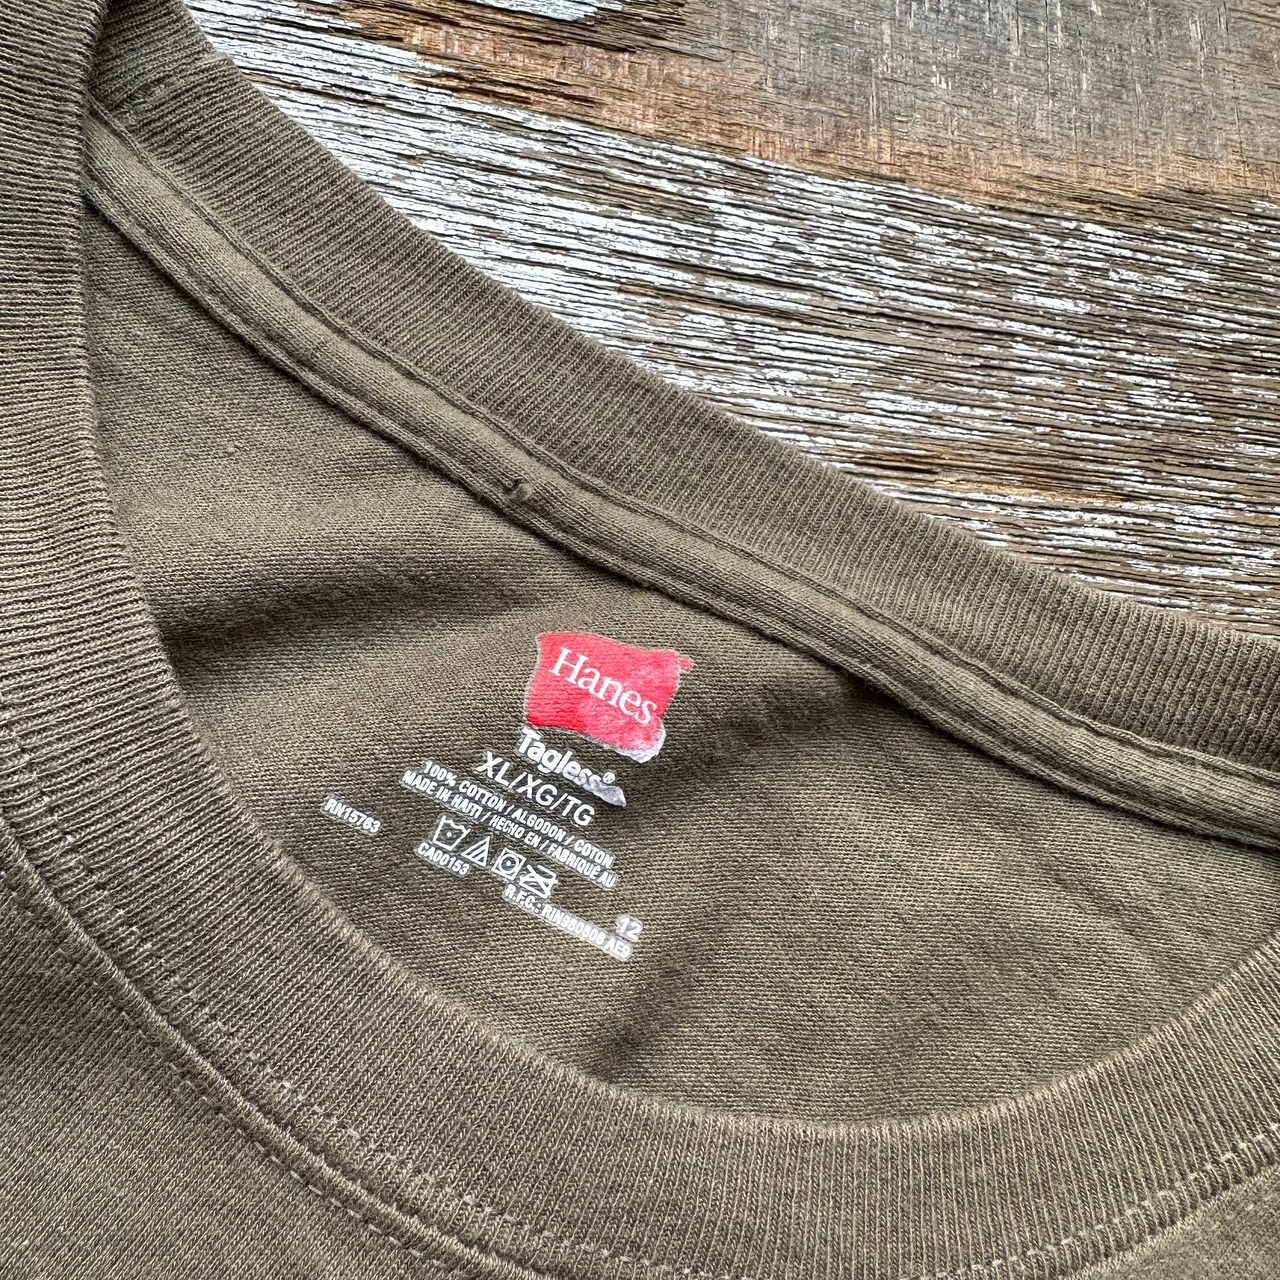 Hanes
Tagless®
XL/XG/TG
100% COTTON / ALGODON / COTON
MADE IN HAITI / HECHO EN / FABRIQUE AU
RN15763
CA00153
12
R.F.C.: